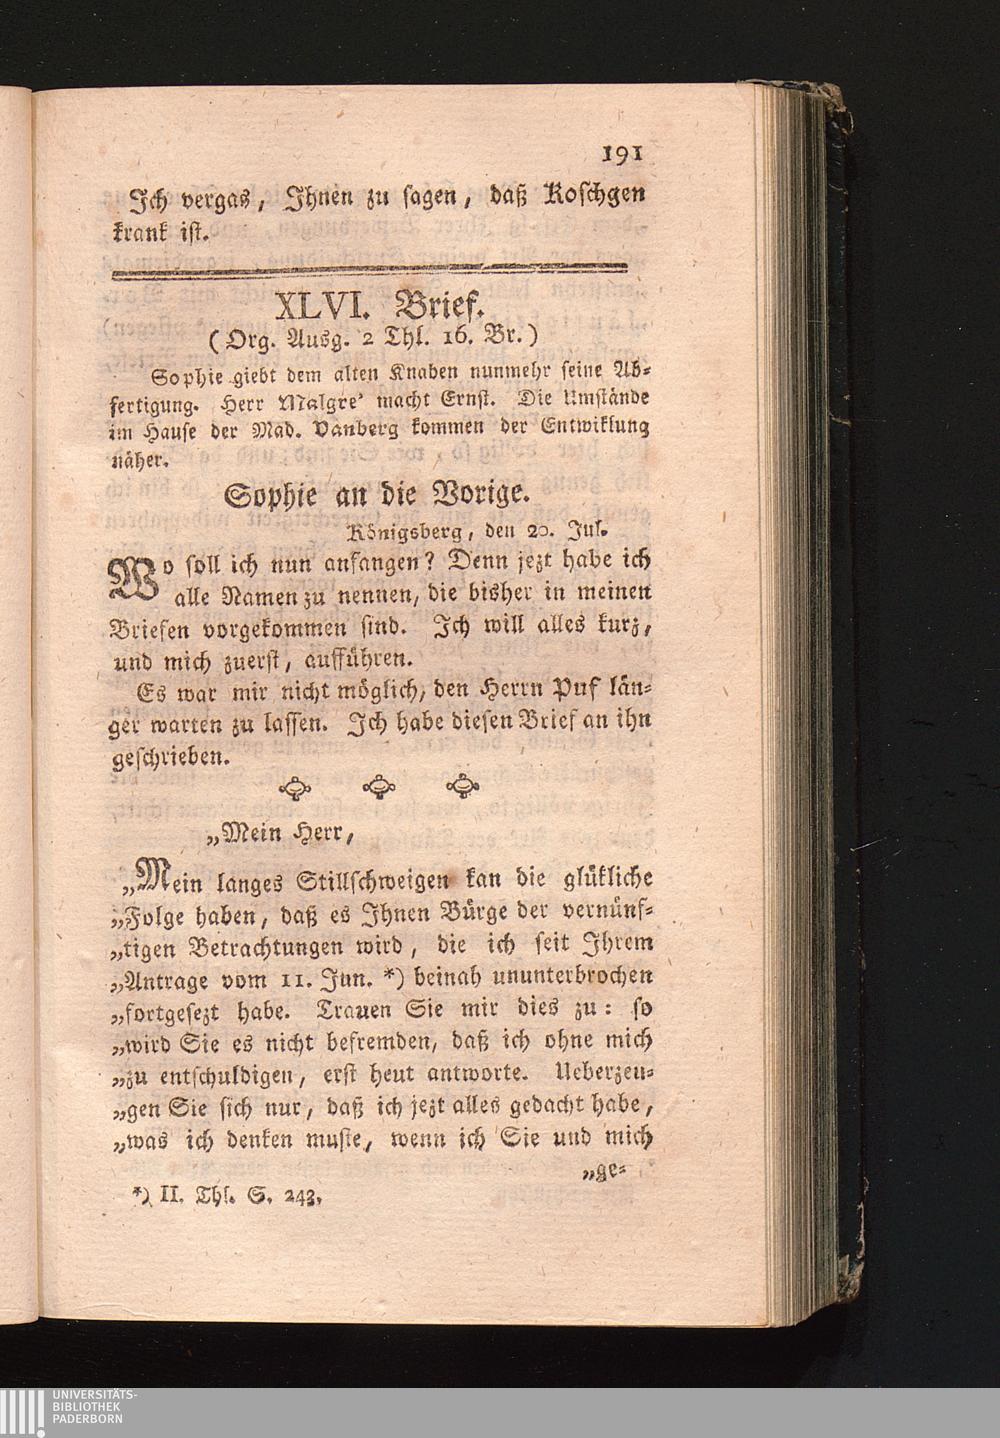 191
Ich vergas, Ihnen zu sagen, daß Koschgen
krank ist.
XLVI. Brief.
(Org. Ausg. 2 Thl. 16. Br.)
Sophie giebt dem alten Knaben nunmehr seine Ab-
fertigung. Herr Malgre' macht Ernst. Die Umstände
im Hause der Mad. Vanberg kommen der Entwiklung
näher.
Sophie an die Vorige.
Königsberg, den 20. Jul.
Wo soll ich nun anfangen? Denn jezt habe ich
alle Namen zu nennen, die bisher in meinen
Briefen vorgekommen sind. Ich will alles kurz,
und mich zuerst, aufführen.
Es war mir nicht möglich, den Herrn Puf län-
ger warten zu lassen. Ich habe diesen Brief an ihn
geschrieben.
„Mein Herr,
„Mein langes Stillschweigen kan die glükliche
„Folge haben, daß es Ihnen Bürge der vernünf-
„tigen Betrachtungen wird, die ich seit Ihrem
„Antrage vom 11. Jun. *) beinah ununterbrochen
„fortgesezt habe. Trauen Sie mir dies zu: so
„wird Sie es nicht befremden, daß ich ohne mich
„zu entschuldigen, erst heut antworte. Ueberzeu-
„gen Sie sich nur, daß ich jezt alles gedacht habe,
„was ich denken muste, wenn ich Sie und mich
„ge-
*) II. Thl. S. 243.
UNIVERSITÄTS-
BIBLIOTHEK
PADERBORN